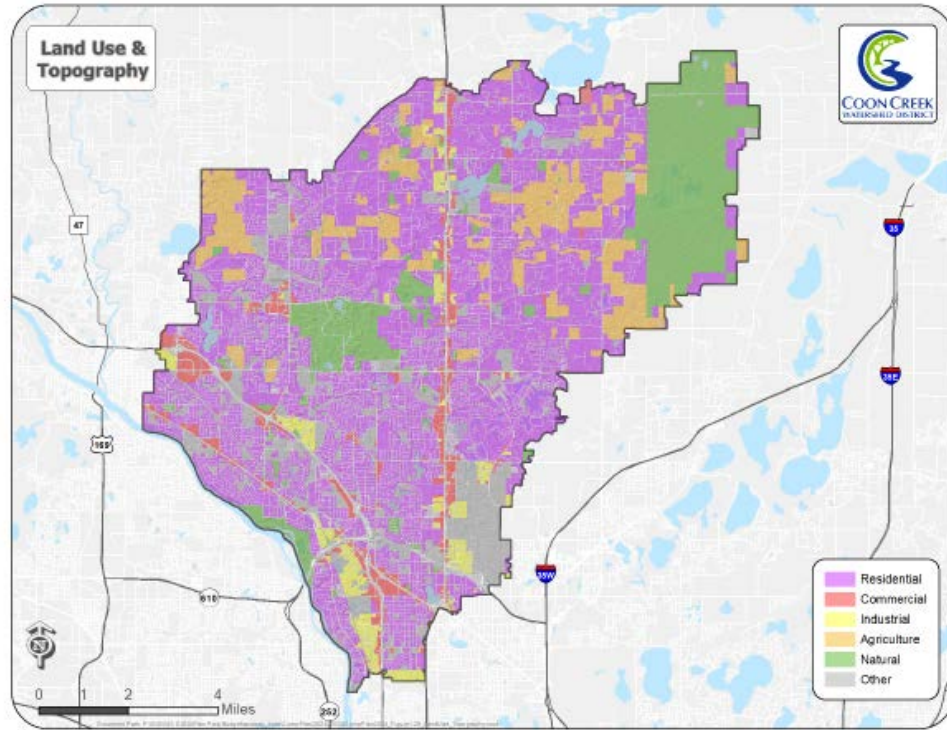 Land Use &
Topography
COON CREEK
WATERSHED DISTRICT
47
35
35E
169
35W
610
252
Residential
Commercial
Industrial
Agriculture
Natural
Other
N
0 1 2 4
Miles